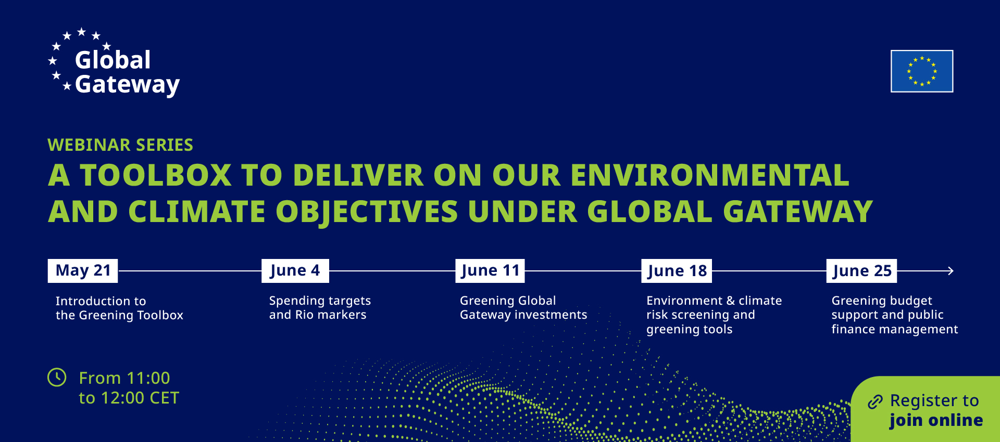 Global
Gateway
WEBINAR SERIES
A TOOLBOX TO DELIVER ON OUR ENVIRONMENTAL
AND CLIMATE OBJECTIVES UNDER GLOBAL GATEWAY
May 21
Introduction to
the Greening Toolbox
June 4
Spending targets
and Rio markers
June 11
Greening Global
Gateway investments
June 18
Environment & climate
risk screening and
greening tools
June 25
Greening budget
support and public
finance management
From 11:00
to 12:00 CET
Register to
join online